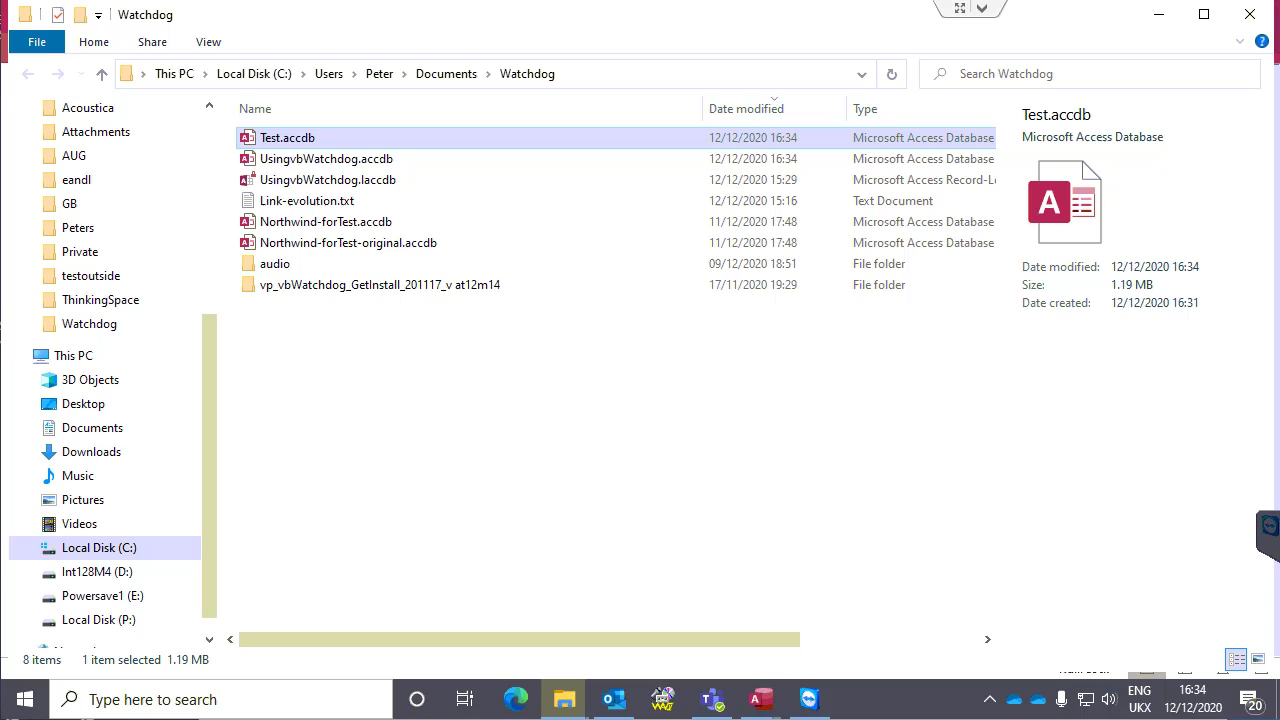 Watchdog
File Home Share View
This PC Local Disk (C:) Users Peter Documents Watchdog
Search Watchdog
Acoustica
Attachments
AUG
eandl
GB
Peters
Private
testoutside
ThinkingSpace
Watchdog
This PC
3D Objects
Desktop
Documents
Downloads
Music
Pictures
Videos
Local Disk (C:)
Int128M4 (D:)
Powersave1 (E:)
Local Disk (P:)
Name Date modified Type
Test.accdb 12/12/2020 16:34 Microsoft Access Database
UsingvbWatchdog.accdb 12/12/2020 16:34 Microsoft Access Database
UsingvbWatchdog.laccdb 12/12/2020 15:29 Microsoft Access Record-Lo
Link-evolution.txt 12/12/2020 15:16 Text Document
Northwind-forTest.accdb 11/12/2020 17:48 Microsoft Access Database
Northwind-forTest-original.accdb 11/12/2020 17:48 Microsoft Access Database
audio 09/12/2020 18:51 File folder
vp_vbWatchdog_GetInstall_201117_v at12m14 17/11/2020 19:29 File folder
Test.accdb
Microsoft Access Database
A
Date modified: 12/12/2020 16:34
Size: 1.19 MB
Date created: 12/12/2020 16:31
8 items 1 item selected 1.19 MB
Type here to search
ENG
UKX
16:34
12/12/2020
20